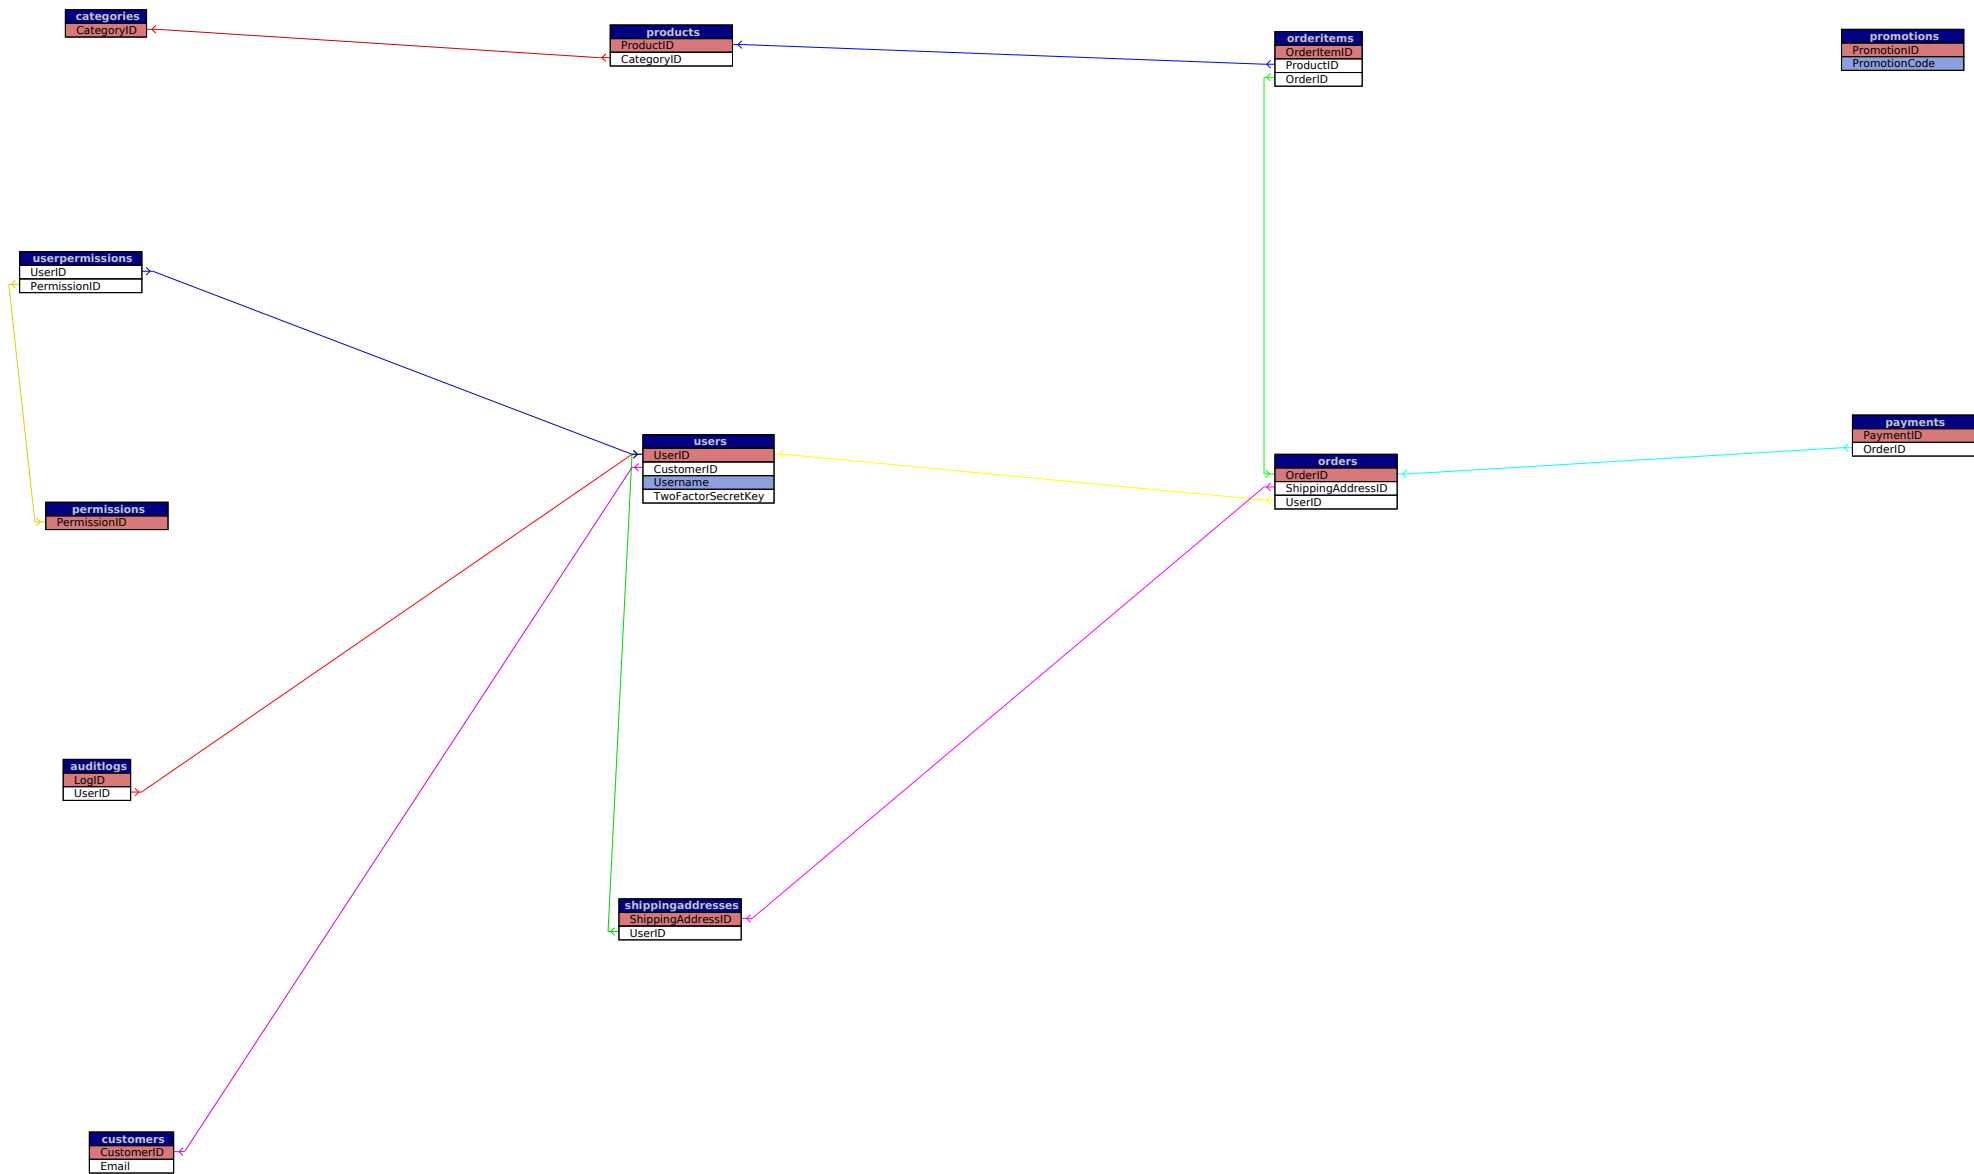 categories
CategoryID
products
ProductID
CategoryID
orderitems
OrderItemID
ProductID
OrderID
promotions
PromotionID
PromotionCode
userpermissions
UserID
PermissionID
users
UserID
CustomerID
Username
TwoFactorSecretKey
orders
OrderID
ShippingAddressID
UserID
payments
PaymentID
OrderID
permissions
PermissionID
auditlogs
LogID
UserID
shippingaddresses
ShippingAddressID
UserID
customers
CustomerID
Email